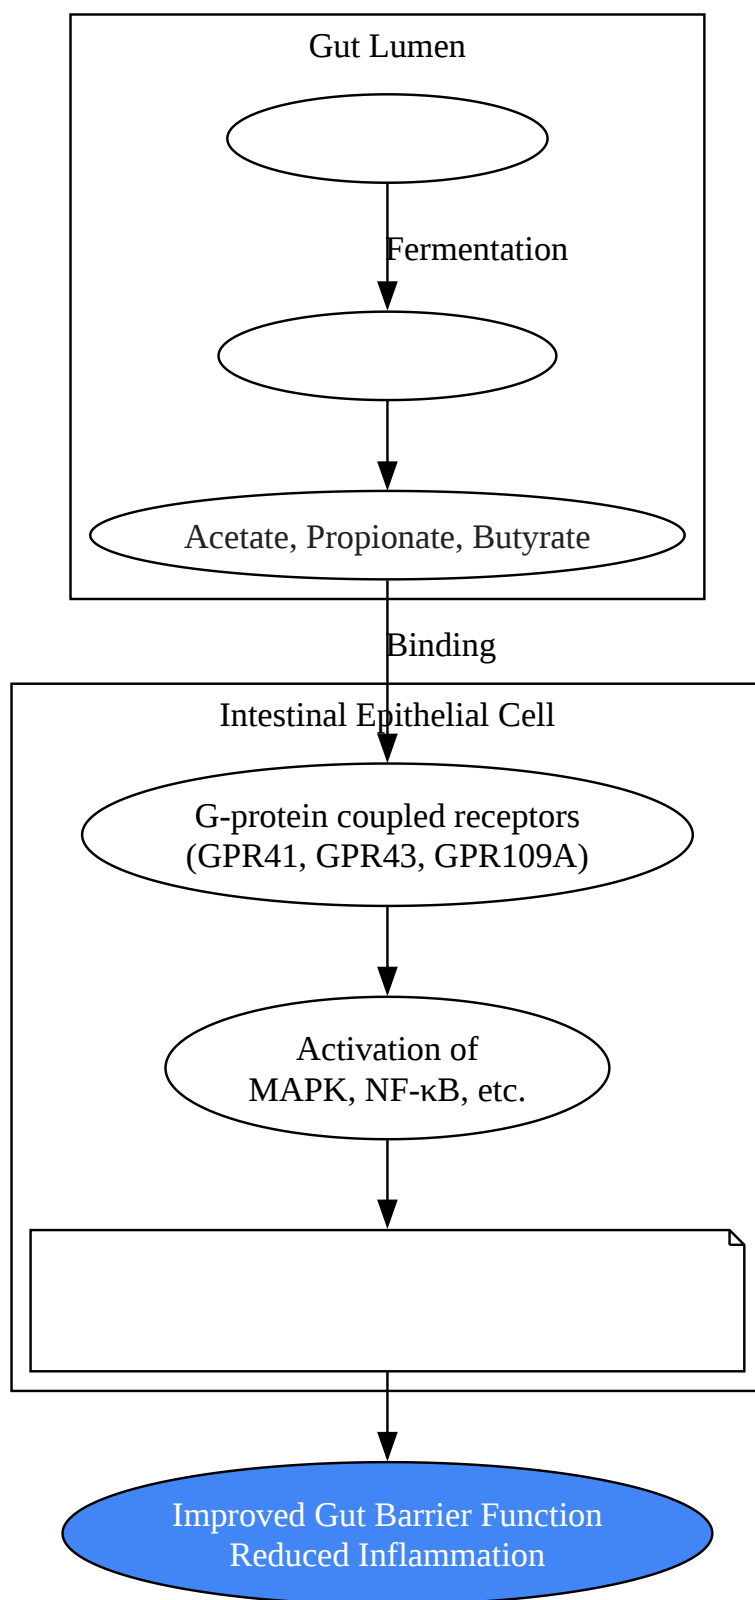 Gut Lumen
Fermentation
Acetate, Propionate, Butyrate
Binding
Intestinal Epithelial Cell
G-protein coupled receptors
(GPR41, GPR43, GPR109A)
Activation of
MAPK, NF-κB, etc.
Improved Gut Barrier Function
Reduced Inflammation